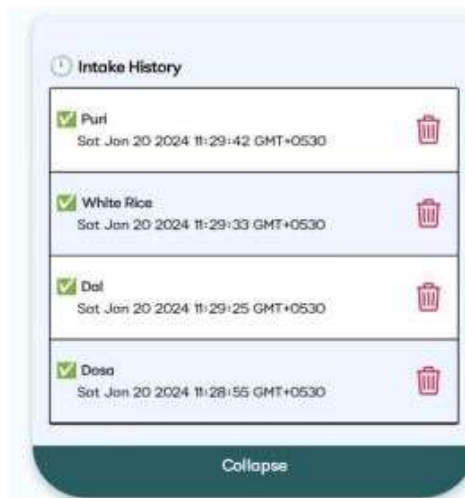 Intake History
Puri
Sat Jan 20 2024 11:29:42 GMT+0530
White Rice
Sat Jan 20 2024 11:29:33 GMT+0530
Dal
Sat Jan 20 2024 11:29:25 GMT+0530
Dosa
Sat Jan 20 2024 11:28:55 GMT+0530
Collapse